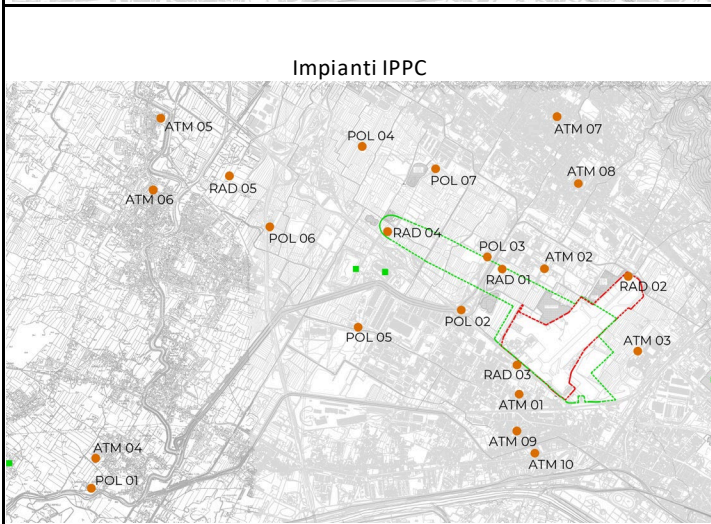 Impianti IPPC
ATM 05
ATM 07
POL 04
POL 07
ATM 08
RAD 05
ATM 06
POL 06
RAD 04
POL 03
RAD 01
ATM 02
RAD 02
POL 02
POL 05
ATM 03
RAD 03
ATM 01
ATM 09
ATM 10
ATM 04
POL 01